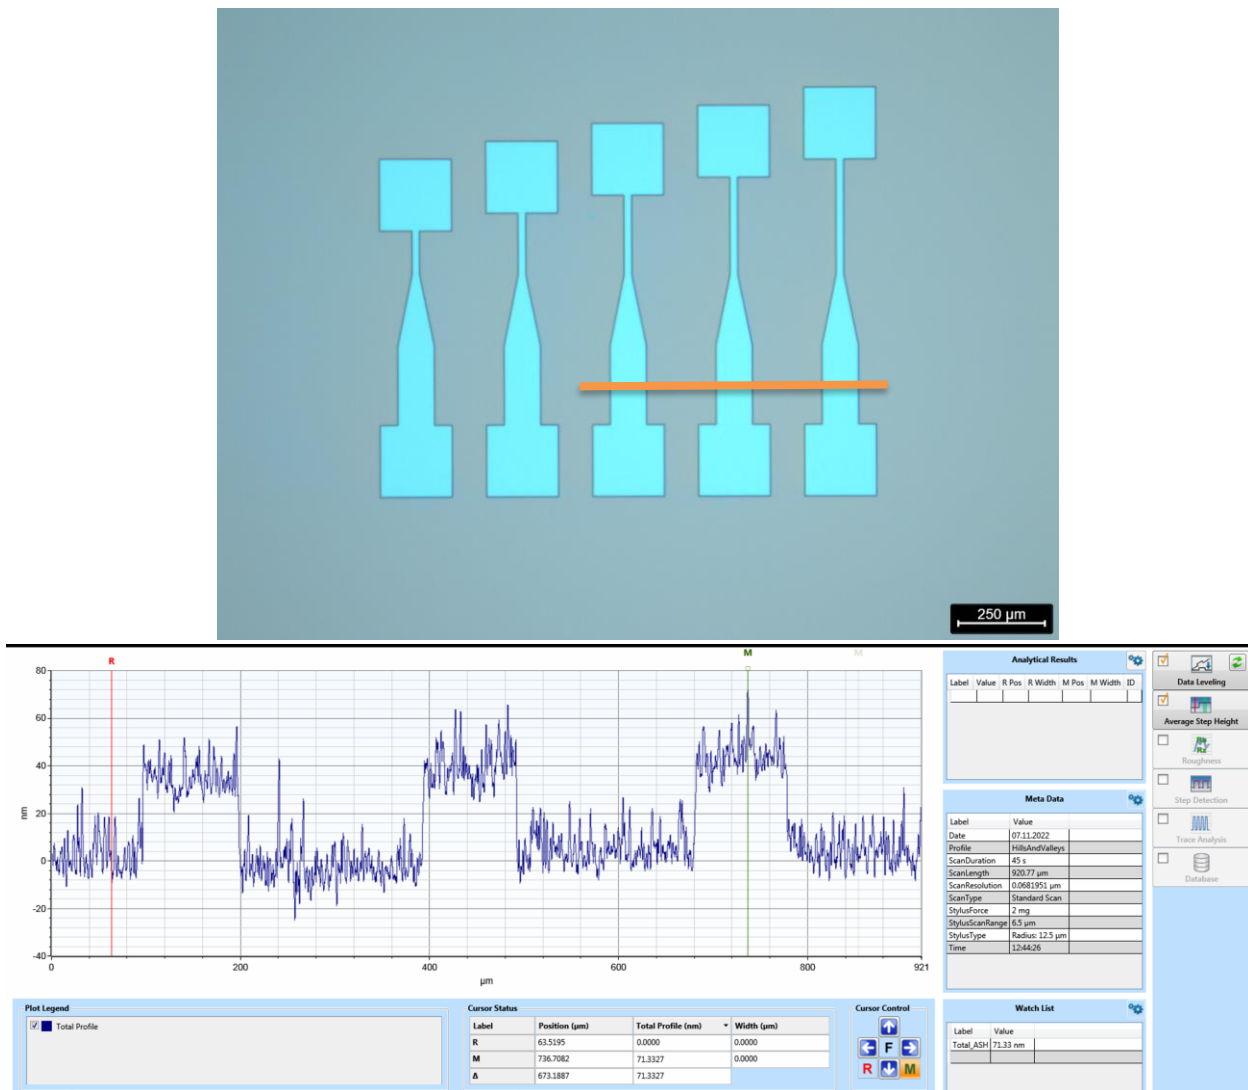 250 µm
R
M
M
80
60
40
20
0
-20
-40
nm
0
200
400
600
800
921
µm
Analytical Results
Label Value R Pos R Width M Pos M Width ID
Meta Data
Label Value
Date 07.11.2022
Profile HillsAndValleys
ScanDuration 45 s
ScanLength 920.77 µm
ScanResolution 0.0681951 µm
ScanType Standard Scan
StylusForce 2 mg
StylusScanRange 6.5 µm
StylusType Radius: 12.5 µm
Time 12:44:26
Data Leveling
Average Step Height
Roughness
Step Detection
Trace Analysis
Database
Plot Legend
Total Profile
Cursor Status
Label Position (µm) Total Profile (nm) Width (µm)
R 63.5195 0.0000 0.0000
M 736.7082 71.3327 0.0000
Δ 673.1887 71.3327
Cursor Control
F
R M
Watch List
Label Value
Total_ASH 71.33 nm